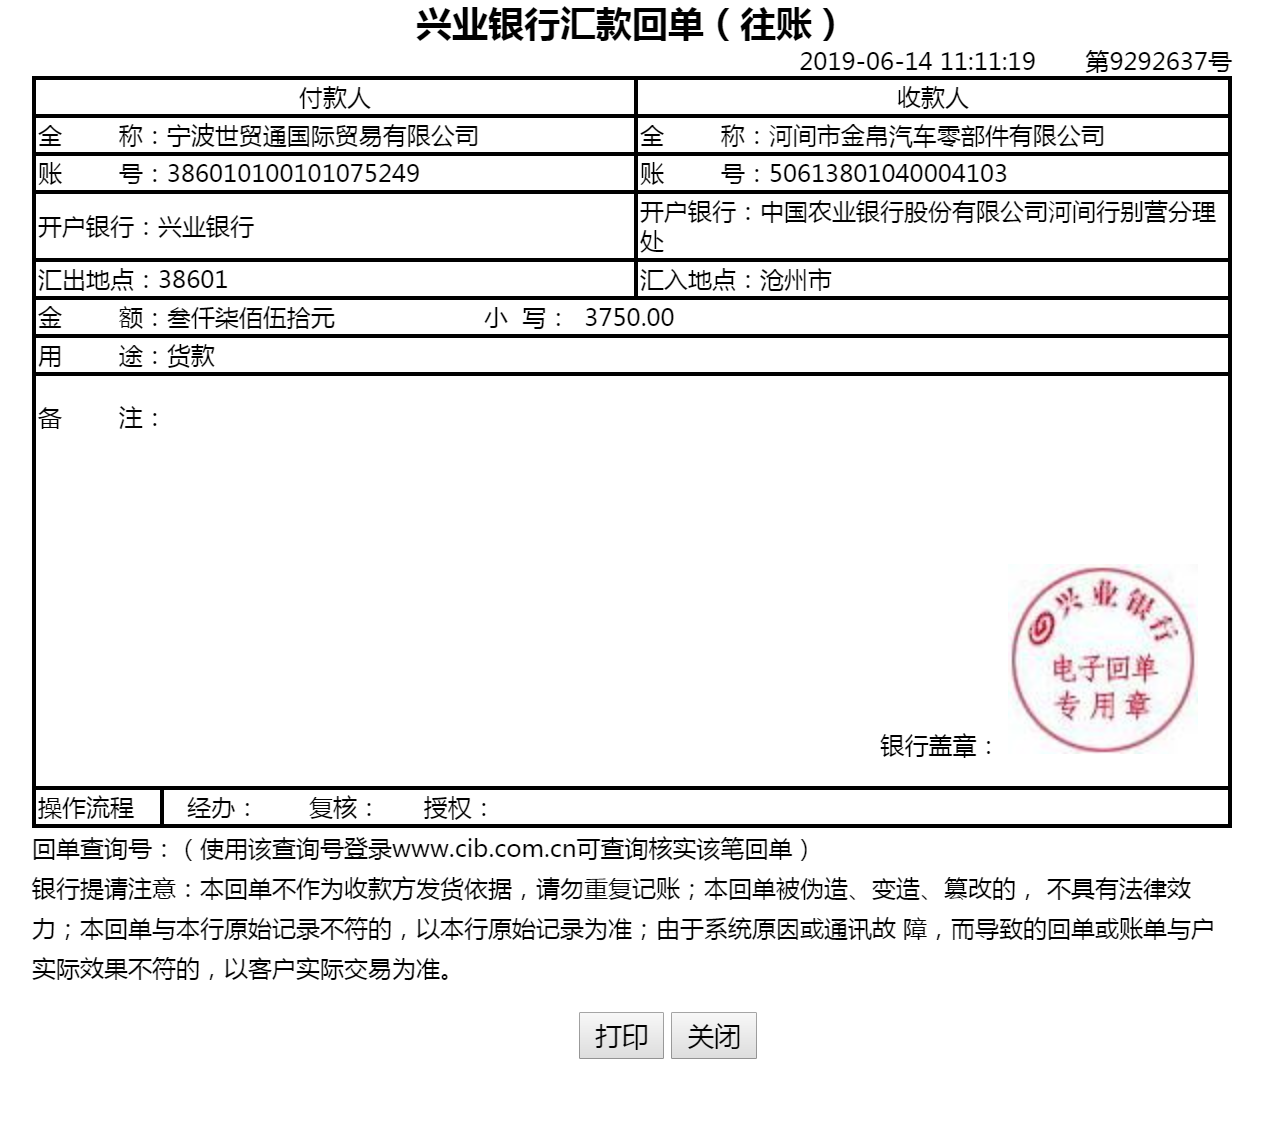 兴业银行汇款回单（往账）
2019-06-14 11:11:19 第9292637号
付款人 收款人
全 称：宁波世贸通国际贸易有限公司 全 称：河间市金帛汽车零部件有限公司
账 号：386010100101075249 账 号：50613801040004103
开户银行：兴业银行 开户银行：中国农业银行股份有限公司河间行别营分理
处
汇出地点：38601 汇入地点：沧州市
金 额：叁仟柒佰伍拾元 小 写： 3750.00
用 途：货款
备 注：
兴业银行
电子回单
专用章
银行盖章：
操作流程 经办： 复核： 授权：
回单查询号：（使用该查询号登录www.cib.com.cn可查询核实该笔回单）
银行提请注意：本回单不作为收款方发货依据，请勿重复记账；本回单被伪造、变造、篡改的， 不具有法律效
力；本回单与本行原始记录不符的，以本行原始记录为准；由于系统原因或通讯故 障，而导致的回单或账单与户
实际效果不符的，以客户实际交易为准。
打印 关闭